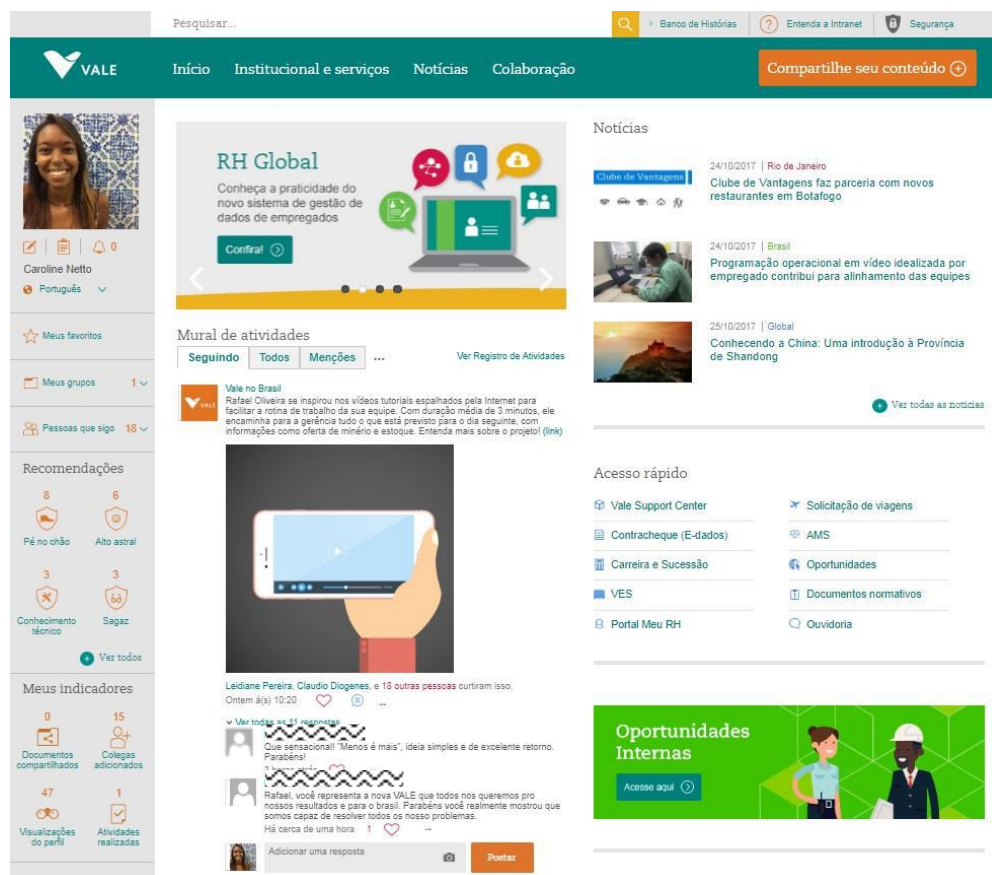 Pesquisar...
Banco de Histórias
Entenda a Intranet
Segurança
VALE
Início
Institucional e serviços
Notícias
Colaboração
Compartilhe seu conteúdo
0
Caroline Netto
Português
Meus favoritos
Meus grupos 1
Pessoas que sigo 18
Recomendações
8 6
Pé no chão Alto astral
3 3
Conhecimento Sagaz
técnico
Ver todos
Meus indicadores
0 15
Documentos Colegas
compartilhados adicionados
47 1
Visualizações Atividades
do perfil realizadas
RH Global
Conheça a praticidade do
novo sistema de gestão de
dados de empregados
Confira!
Mural de atividades
Seguindo Todos Menções ...
Ver Registro de Atividades
VALE
Vale no Brasil
Rafael Oliveira se inspirou nos vídeos tutoriais espalhados pela Internet para
facilitar a rotina de trabalho da sua equipe. Com duração média de 3 minutos, ele
encaminha para a gerência tudo o que está previsto para o dia seguinte, com
informações como oferta de minério e estoque. Entenda mais sobre o projeto! (link)
Leidiane Pereira, Claudio Diogenes, e 18 outras pessoas curtiram isso.
Ontem á(s) 10:20 ...
Ver todas as 11 respostas
Que sensacional! "Menos é mais", ideia simples e de excelente retorno.
Parabéns!
2 horas atrás
Rafael, você representa a nova VALE que todos nos queremos pro
nossos resultados e para o brasil. Parabéns você realmente mostrou que
somos capaz de resolver todos os nosso problemas.
Há cerca de uma hora 1 ...
Adicionar uma resposta
Postar
Notícias
Clube de Vantagens
24/10/2017 | Rio de Janeiro
Clube de Vantagens faz parceria com novos
restaurantes em Botafogo
24/10/2017 | Brasil
Programação operacional em vídeo idealizada por
empregado contribui para alinhamento das equipes
25/10/2017 | Global
Conhecendo a China: Uma introdução à Província
de Shandong
Ver todas as notícias
Acesso rápido
Vale Support Center
Solicitação de viagens
Contracheque (E-dados)
AMS
Carreira e Sucessão
Oportunidades
VES
Documentos normativos
Portal Meu RH
Ouvidoria
Oportunidades
Internas
Acesse aqui